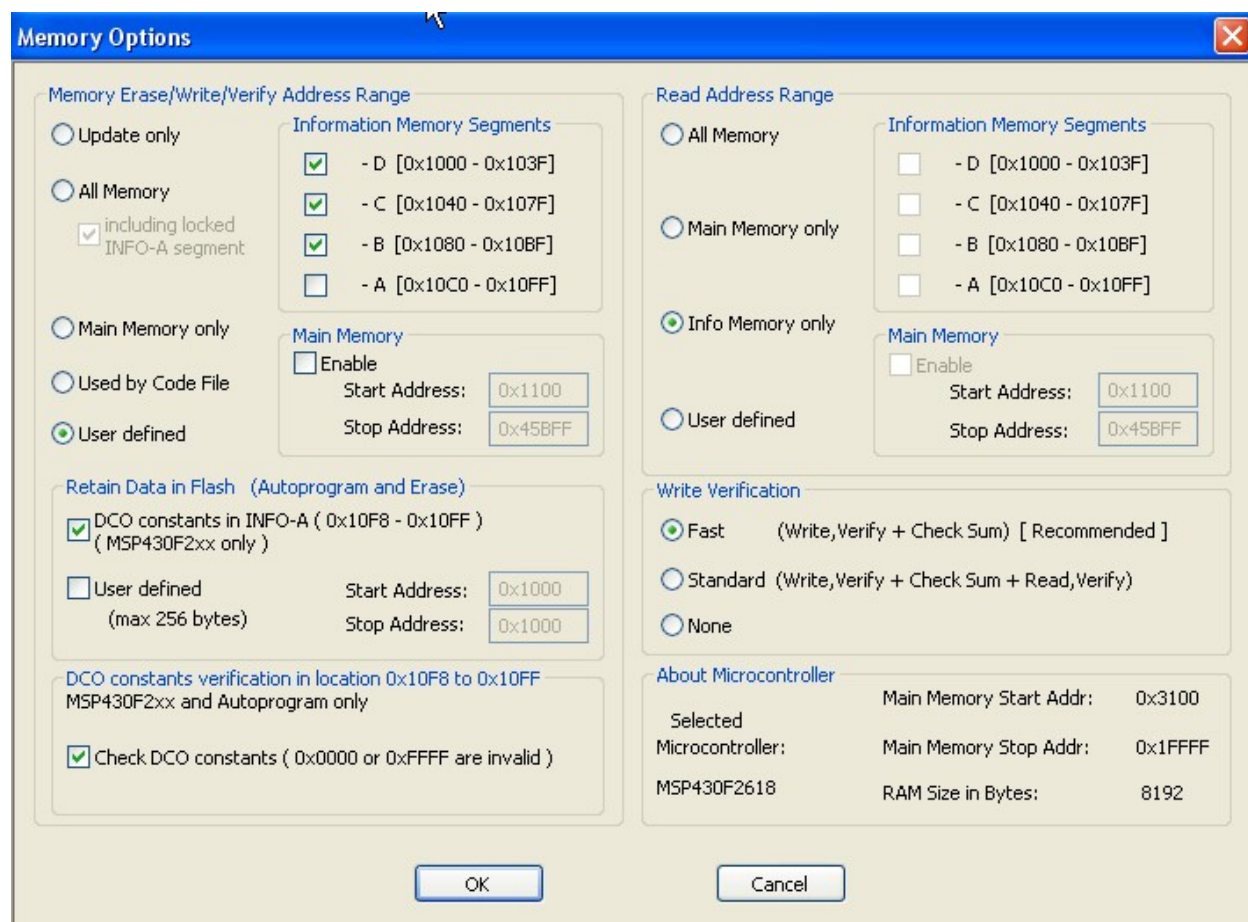 Memory Options
Memory Erase/Write/Verify Address Range
Update only
All Memory
including locked
INFO-A segment
Main Memory only
Used by Code File
User defined
Information Memory Segments
- D [0x1000 - 0x103F]
- C [0x1040 - 0x107F]
- B [0x1080 - 0x10BF]
- A [0x10C0 - 0x10FF]
Main Memory
Enable
Start Address: 0x1100
Stop Address: 0x45BFF
Retain Data in Flash (Autoprogram and Erase)
DCO constants in INFO-A ( 0x10F8 - 0x10FF )
( MSP430F2xx only )
User defined
(max 256 bytes)
Start Address: 0x1000
Stop Address: 0x1000
DCO constants verification in location 0x10F8 to 0x10FF
MSP430F2xx and Autoprogram only
Check DCO constants ( 0x0000 or 0xFFFF are invalid )
Read Address Range
All Memory
Main Memory only
Info Memory only
User defined
Information Memory Segments
- D [0x1000 - 0x103F]
- C [0x1040 - 0x107F]
- B [0x1080 - 0x10BF]
- A [0x10C0 - 0x10FF]
Main Memory
Enable
Start Address: 0x1100
Stop Address: 0x45BFF
Write Verification
Fast (Write,Verify + Check Sum) [ Recommended ]
Standard (Write,Verify + Check Sum + Read,Verify)
None
About Microcontroller
Selected
Microcontroller:
MSP430F2618
Main Memory Start Addr: 0x3100
Main Memory Stop Addr: 0x1FFFF
RAM Size in Bytes: 8192
OK
Cancel